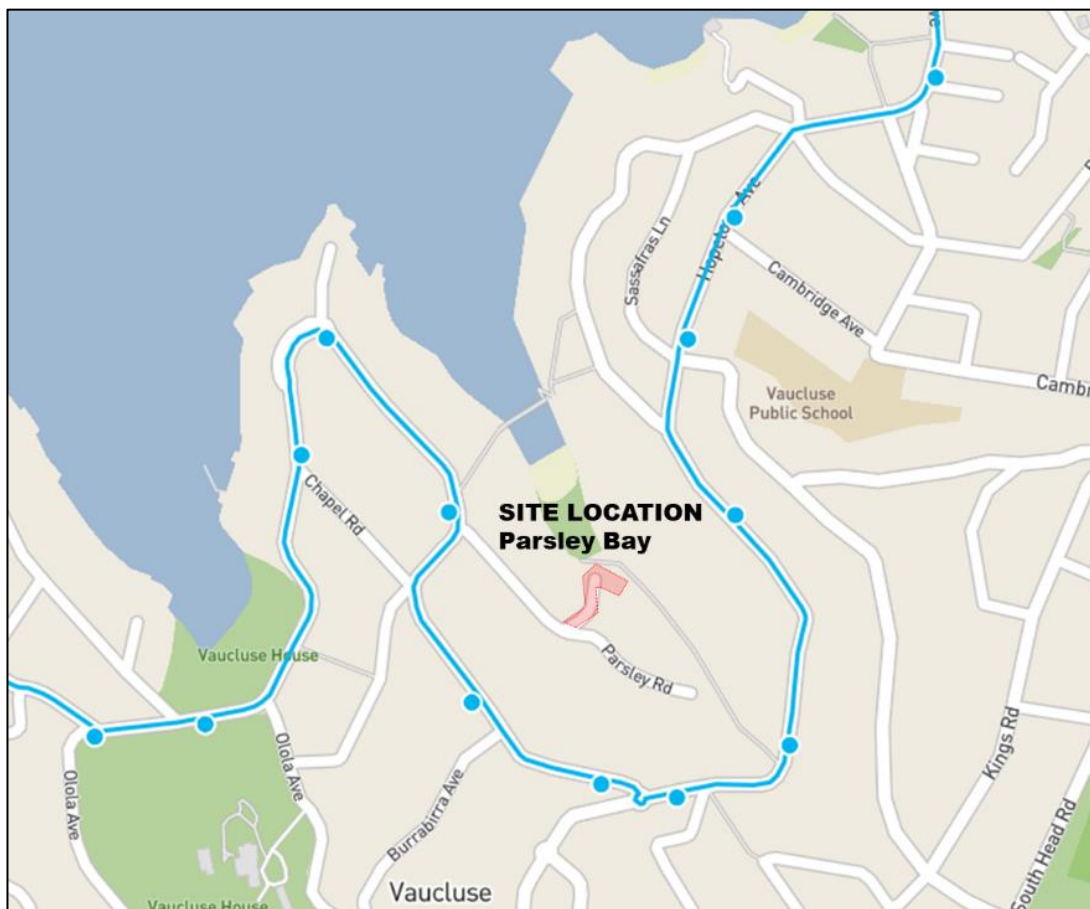 Ave
Hopetoun Ave
Sassafras Ln
Cambridge Ave
Vaucluse
Public School
Chapel Rd
SITE LOCATION
Parsley Bay
Vaucluse House
Parsley Rd
Olola Ave
Olola Ave
Kings Rd
Burrabirra Ave
South Head Rd
Vaucluse
Vaucluse House